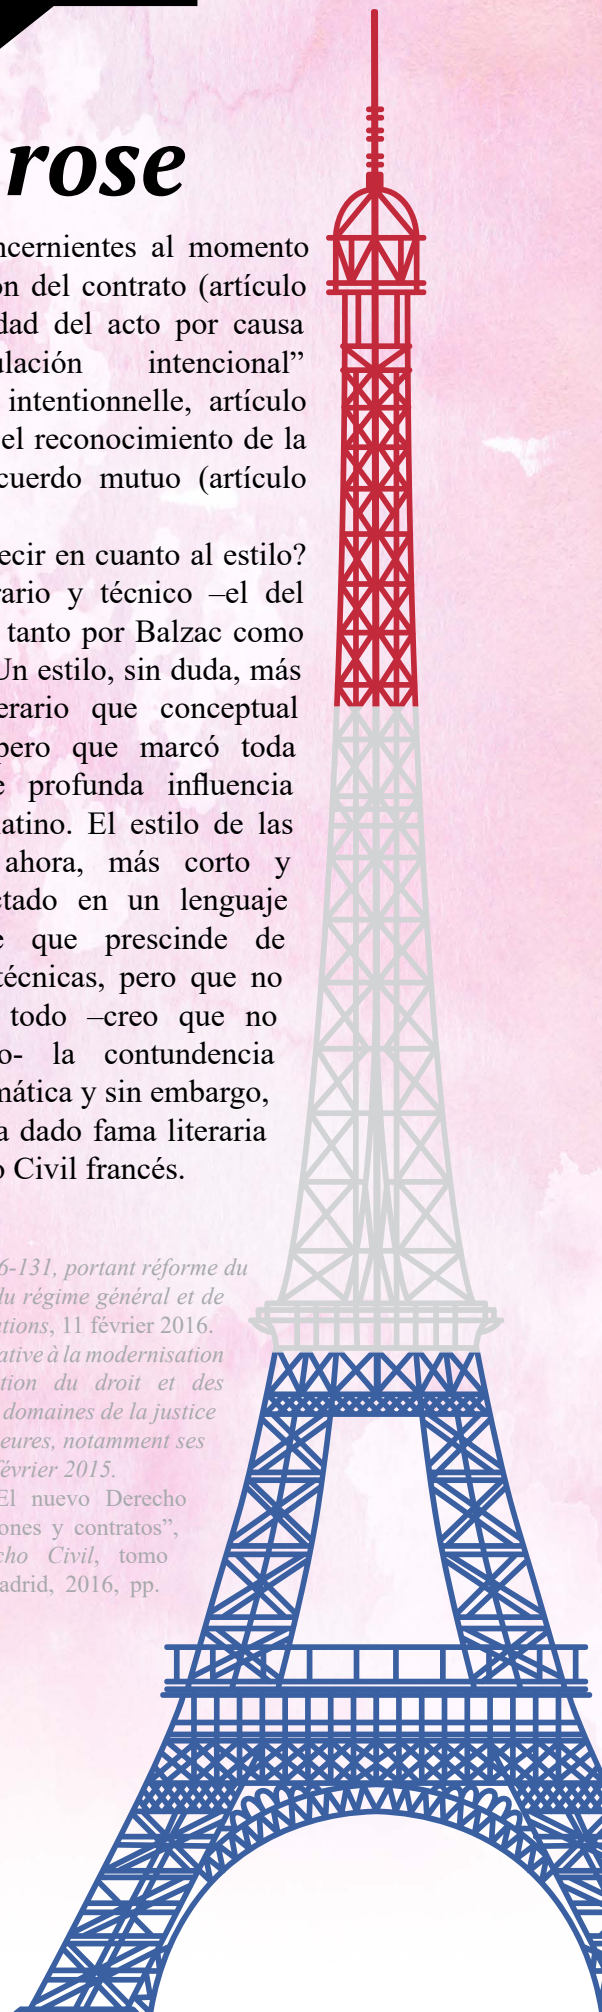 rose
ncernientes al momento
on del contrato (artículo
dad del acto por causa
ulación intencional”
intentionnelle, artículo
el reconocimiento de la
cuerdo mutuo (artículo
ecir en cuanto al estilo?
rario y técnico –el del
tanto por Balzac como
Un estilo, sin duda, más
erario que conceptual
pero que marcó toda
e profunda influencia
latino. El estilo de las
ahora, más corto y
ctado en un lenguaje
e que prescinde de
técnicas, pero que no
todo –creo que no
o- la contundencia
mática y sin embargo,
a dado fama literaria
o Civil francés.
6-131, portant réforme du
du régime général et de
ations, 11 février 2016.
ative à la modernisation
tion du droit et des
domaines de la justice
eures, notamment ses
février 2015.
El nuevo Derecho
ones y contratos”,
cho Civil, tomo
adrid, 2016, pp.